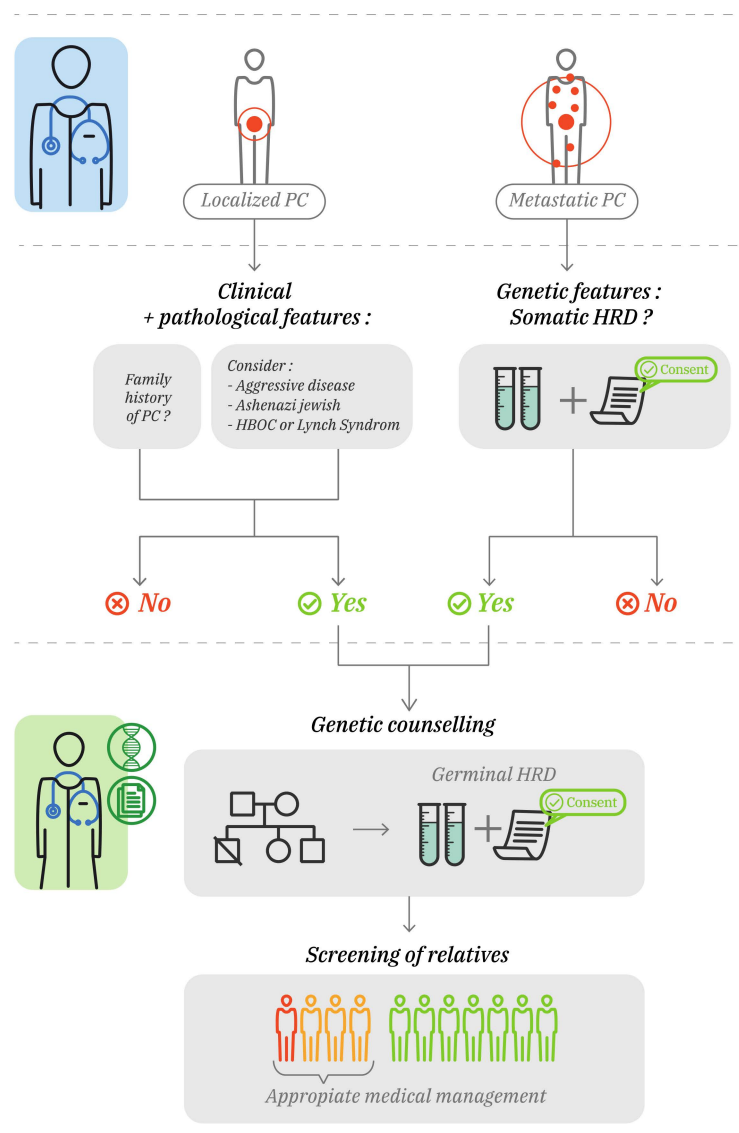 Localized PC
Metastatic PC
Clinical
+ pathological features :
Genetic features :
Somatic HRD ?
Family
history
of PC ?
Consider :
- Aggressive disease
- Ashenazi jewish
- HBOC or Lynch Syndrom
Consent
No
Yes
Yes
No
Genetic counselling
Germinal HRD
Consent
Screening of relatives
Appropiate medical management